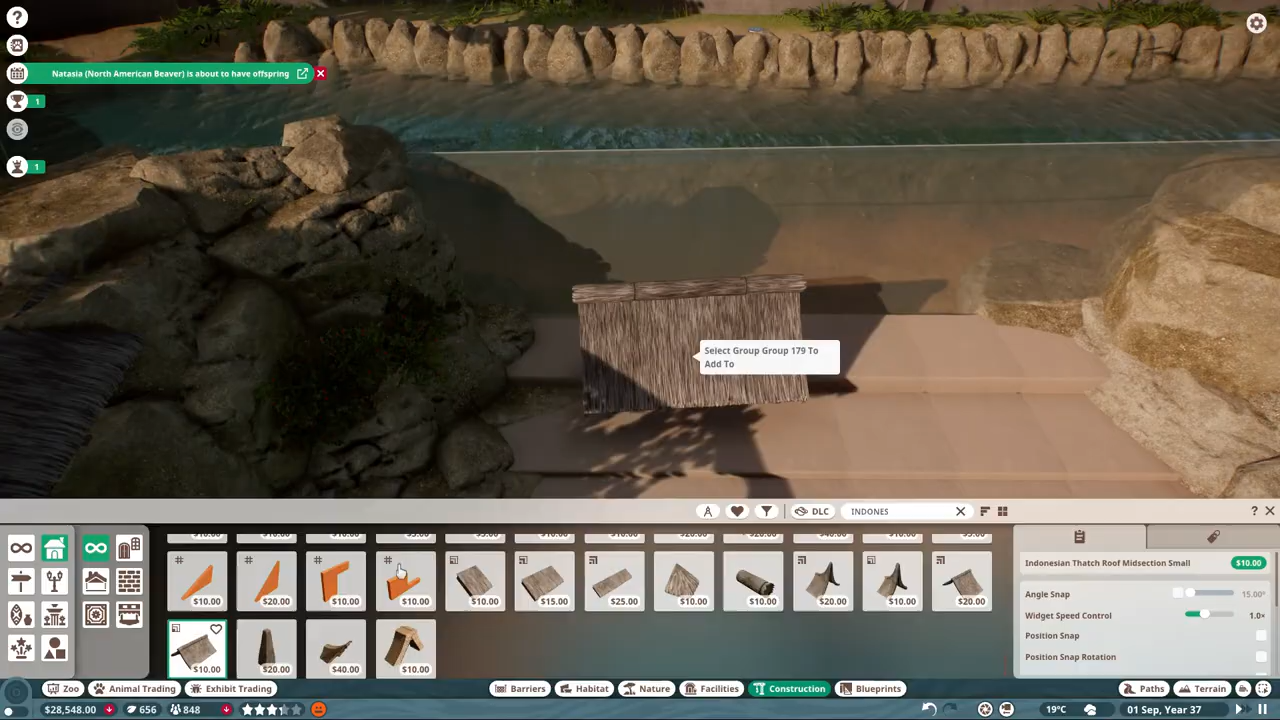 ?
Natasia (North American Beaver) is about to have offspring
1
1
Select Group Group 179 To
Add To
DLC
INDONES
?
$10.00
$20.00
$10.00
$10.00
$10.00
$15.00
$25.00
$10.00
$10.00
$20.00
$10.00
$20.00
$10.00
$20.00
$40.00
$10.00
Indonesian Thatch Roof Midsection Small
$10.00
Angle Snap
15.00°
Widget Speed Control
1.0×
Position Snap
Position Snap Rotation
Zoo
Animal Trading
Exhibit Trading
Barriers
Habitat
Nature
Facilities
Construction
Blueprints
Paths
Terrain
$28,548.00
656
848
19°C
01 Sep, Year 37